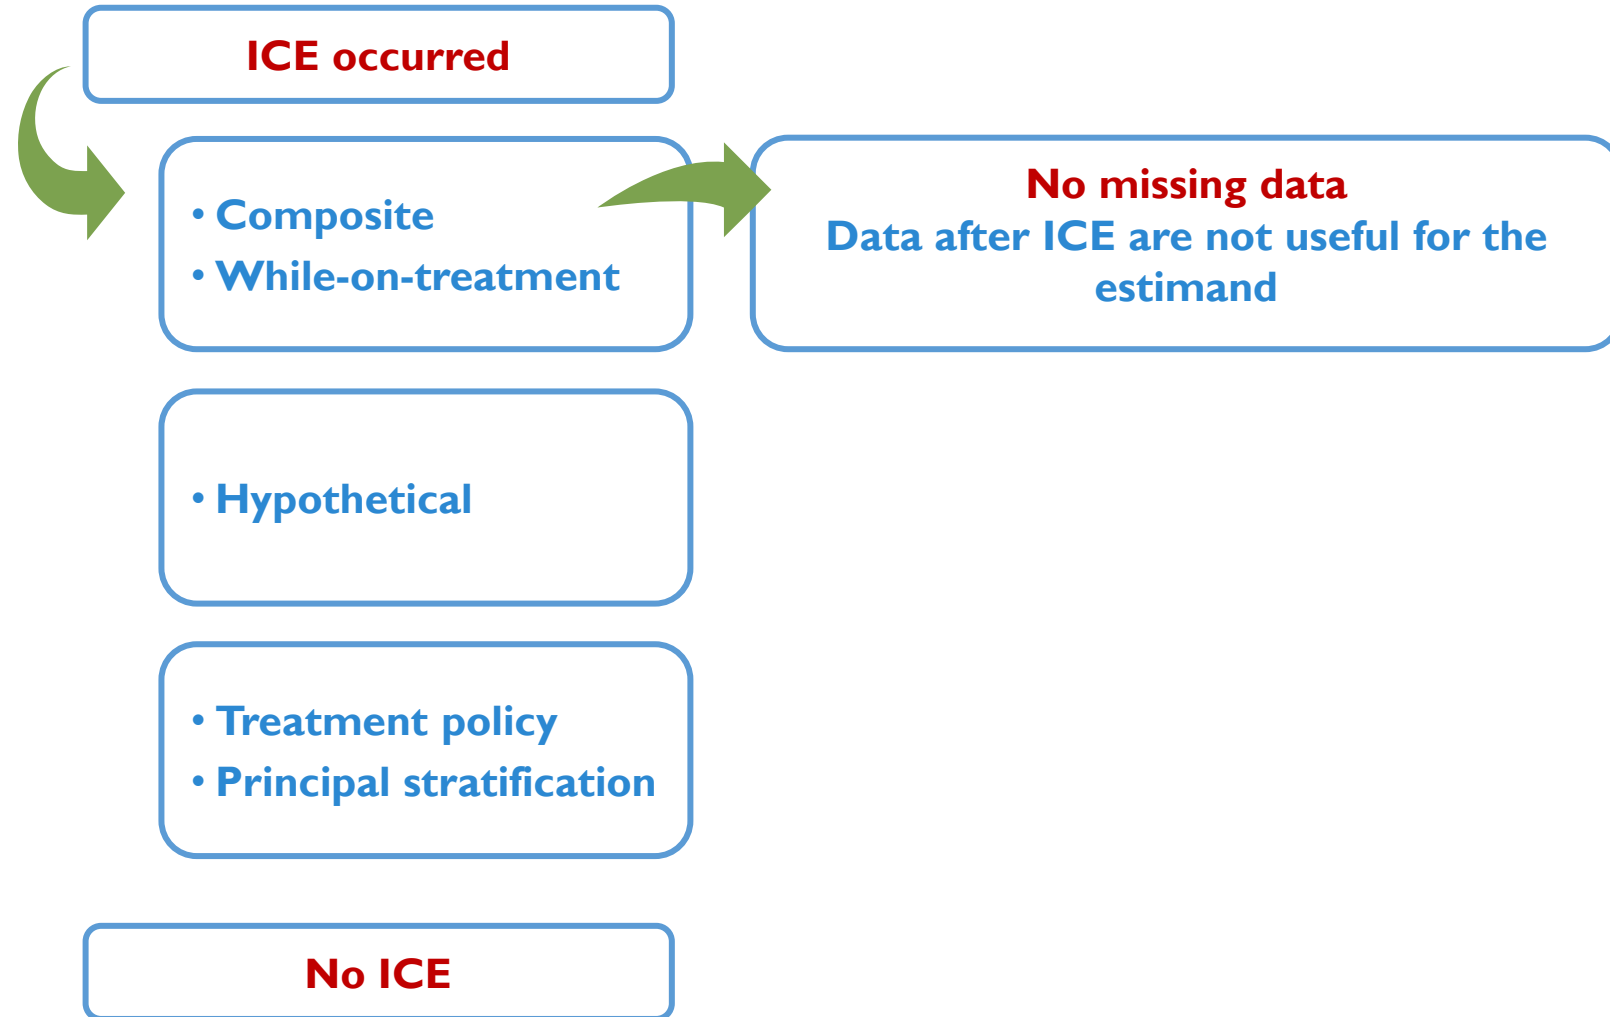 ICE occurred
• Composite
• While-on-treatment
No missing data
Data after ICE are not useful for the
estimand
• Hypothetical
• Treatment policy
• Principal stratification
No ICE